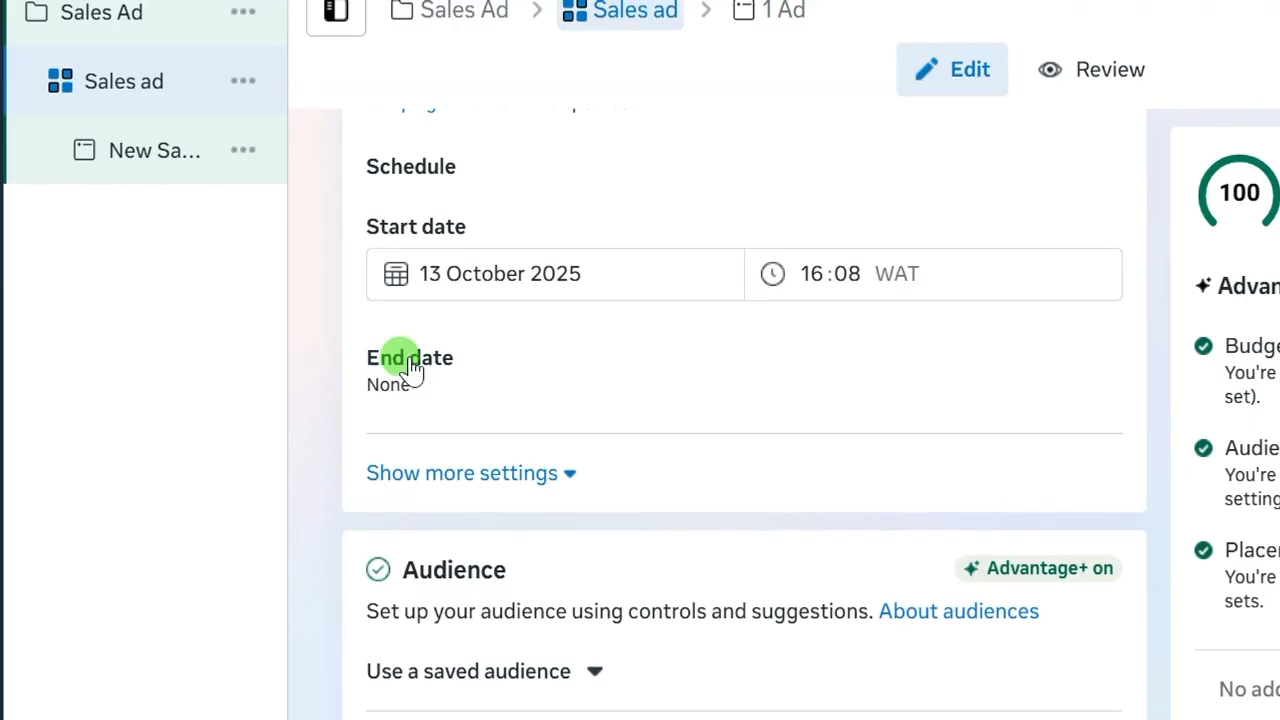 Sales Ad
Sales Ad > Sales ad > 1 Ad
Sales ad
Edit
Review
New Sa...
Schedule
100
Start date
13 October 2025
16:08 WAT
End date
None
Show more settings
Audience
Advantage+ on
Set up your audience using controls and suggestions. About audiences
Use a saved audience
Advan
Budge
You're
set).
Audie
You're
setting
Placer
You're
sets.
No add